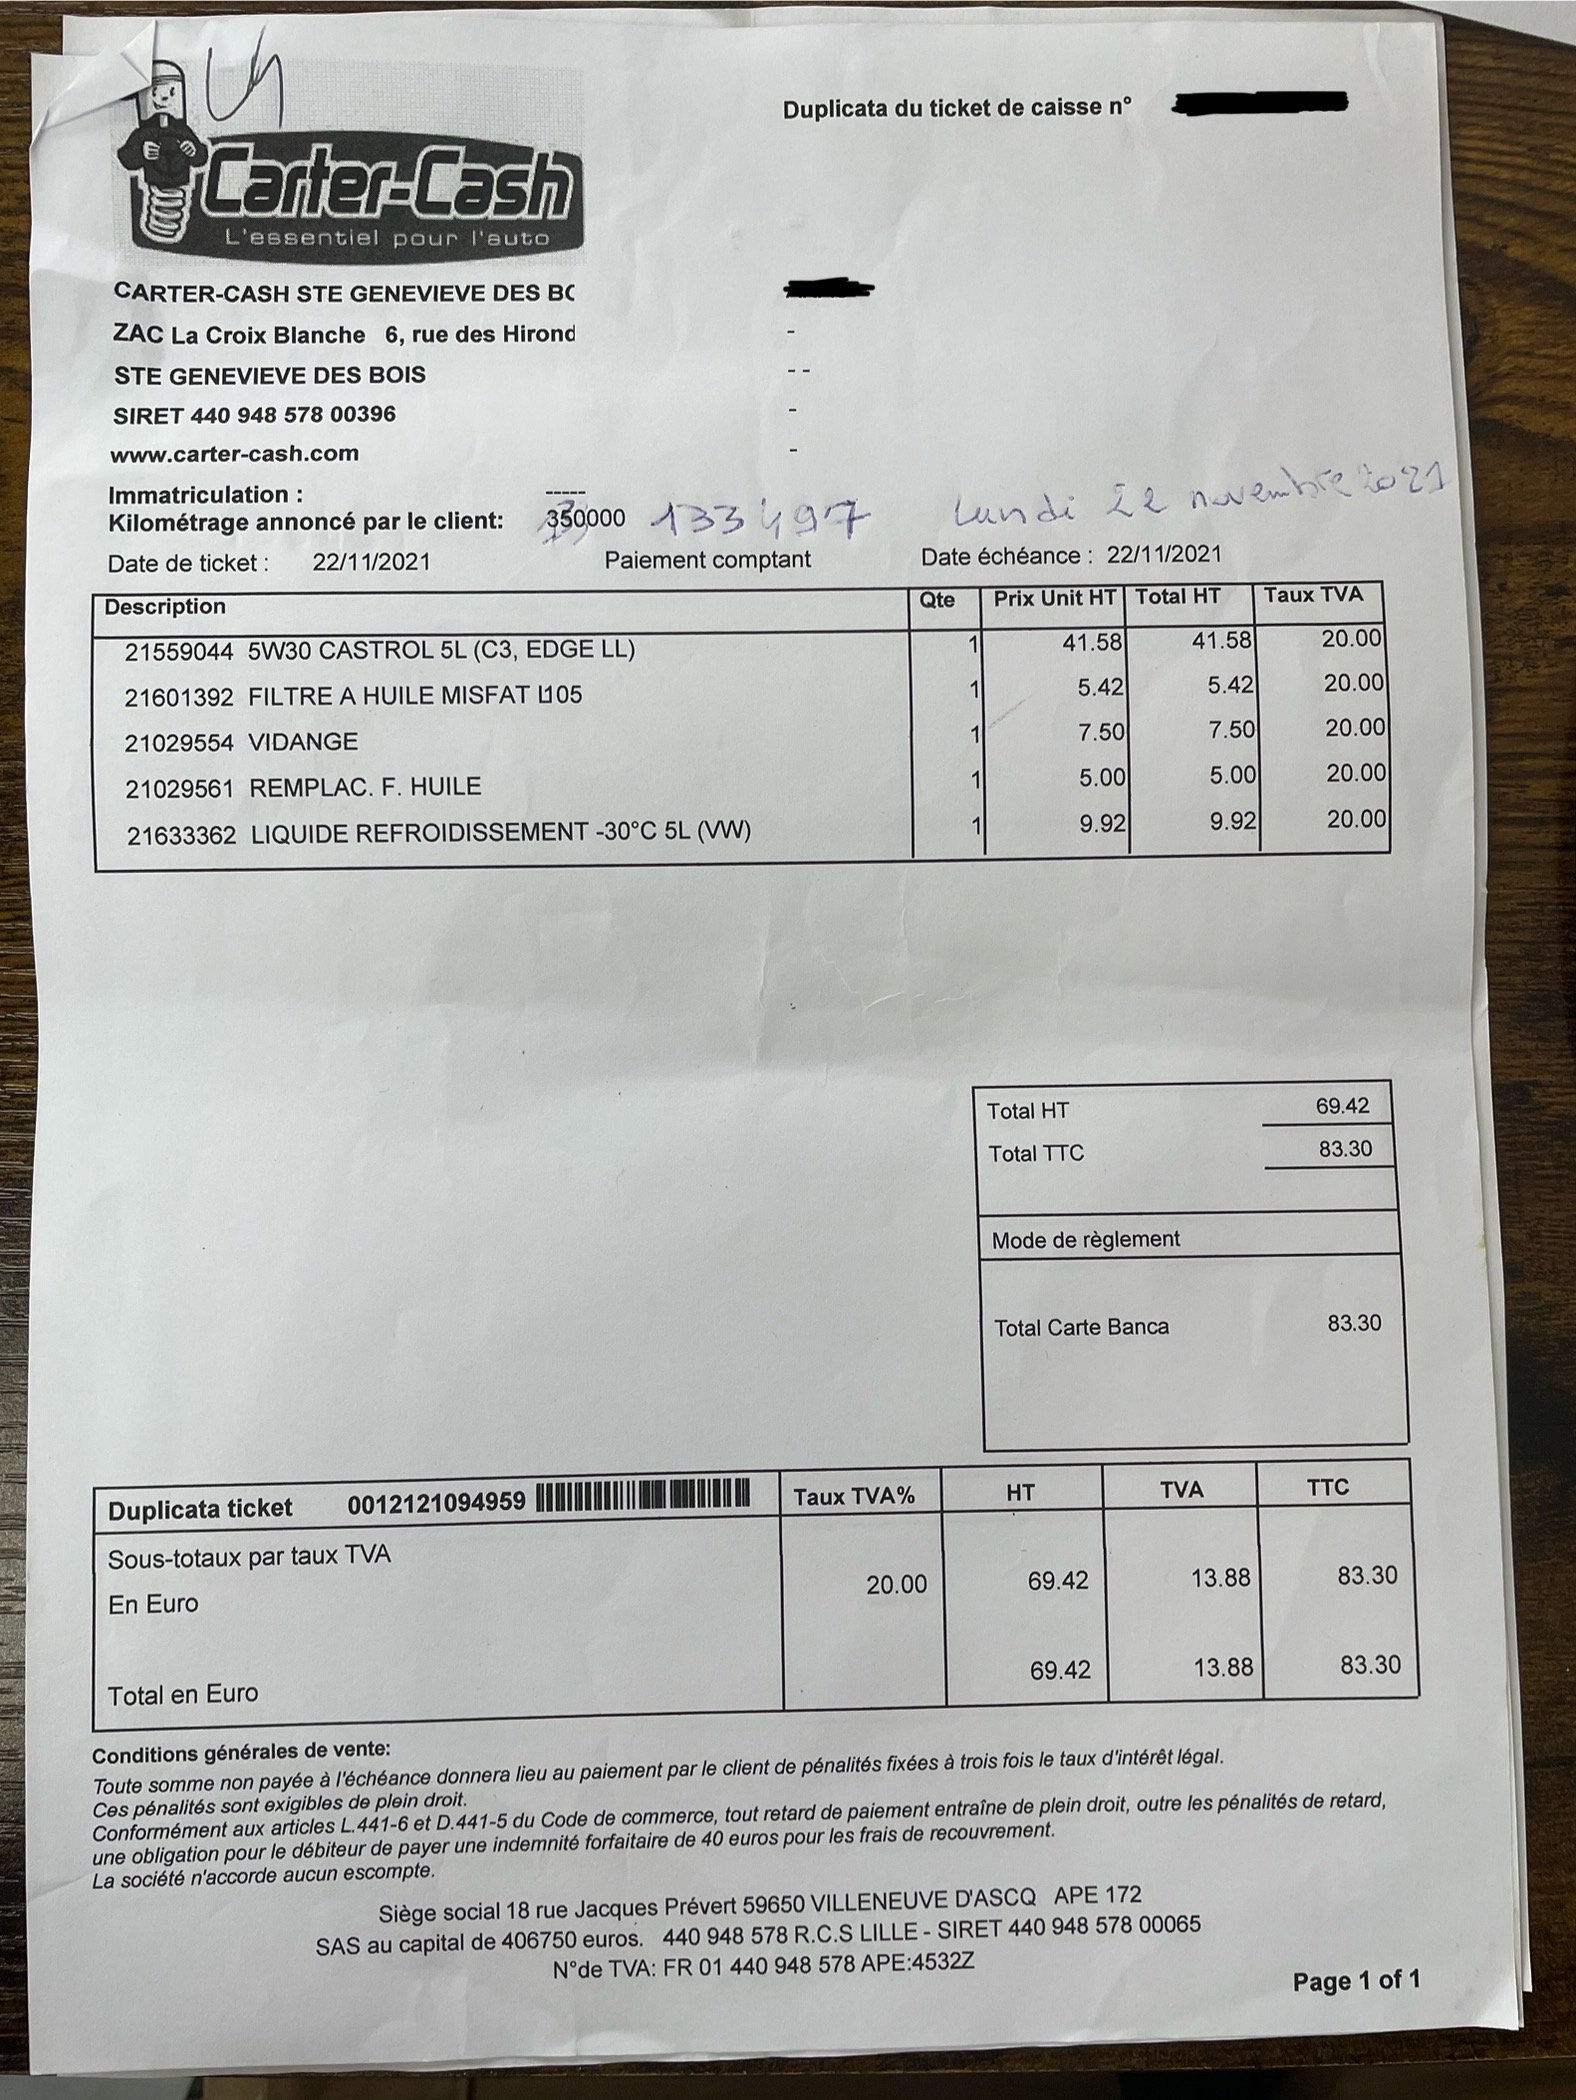 Duplicata du ticket de caisse n°
Carter-Cash
L'essentiel pour l'auto
CARTER-CASH STE GENEVIEVE DES BC
ZAC La Croix Blanche 6, rue des Hirond
-
STE GENEVIEVE DES BOIS
- -
SIRET 440 948 578 00396
-
www.carter-cash.com
-
Immatriculation : -----
Kilométrage annoncé par le client: 350000 133497 Lundi 22 novembre 2021
Date de ticket : 22/11/2021 Paiement comptant Date échéance : 22/11/2021
Description Qte Prix Unit HT Total HT Taux TVA
21559044 5W30 CASTROL 5L (C3, EDGE LL) 1 41.58 41.58 20.00
21601392 FILTRE A HUILE MISFAT L105 1 5.42 5.42 20.00
21029554 VIDANGE 1 7.50 7.50 20.00
21029561 REMPLAC. F. HUILE 1 5.00 5.00 20.00
21633362 LIQUIDE REFROIDISSEMENT -30°C 5L (VW) 1 9.92 9.92 20.00
Total HT 69.42
Total TTC 83.30
Mode de règlement
Total Carte Banca 83.30
Duplicata ticket 0012121094959 Taux TVA% HT TVA TTC
Sous-totaux par taux TVA
En Euro 20.00 69.42 13.88 83.30
Total en Euro 69.42 13.88 83.30
Conditions générales de vente:
Toute somme non payée à l'échéance donnera lieu au paiement par le client de pénalités fixées à trois fois le taux d'intérêt légal.
Ces pénalités sont exigibles de plein droit.
Conformément aux articles L.441-6 et D.441-5 du Code de commerce, tout retard de paiement entraîne de plein droit, outre les pénalités de retard,
une obligation pour le débiteur de payer une indemnité forfaitaire de 40 euros pour les frais de recouvrement.
La société n'accorde aucun escompte.
Siège social 18 rue Jacques Prévert 59650 VILLENEUVE D'ASCQ APE 172
SAS au capital de 406750 euros. 440 948 578 R.C.S LILLE - SIRET 440 948 578 00065
N°de TVA: FR 01 440 948 578 APE:4532Z
Page 1 of 1